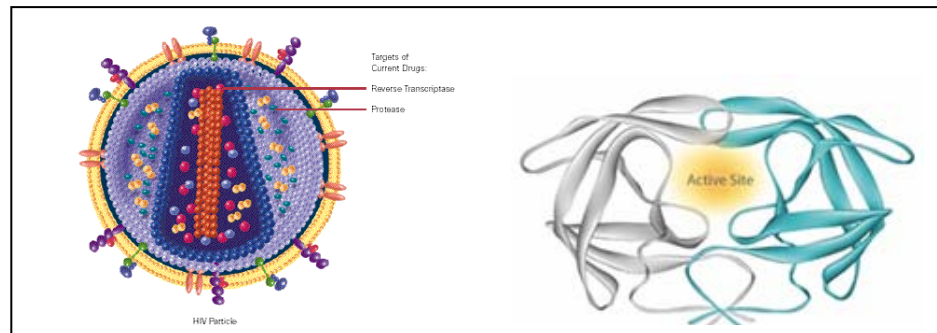 Targets of
Current Drugs:
Reverse Transcriptase
Protease
Active Site
HIV Particle